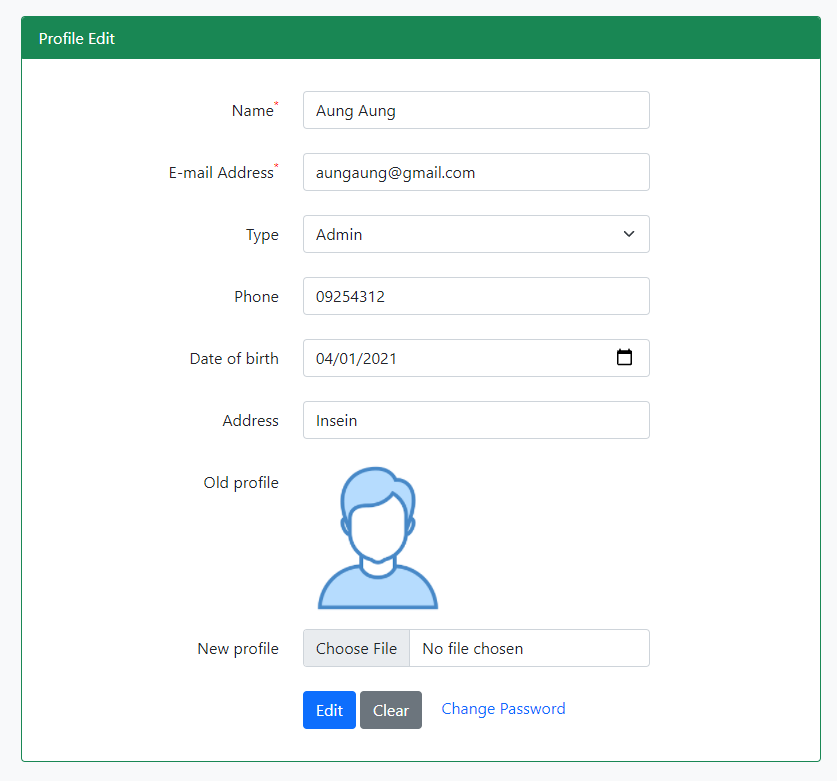 Profile Edit
Name* Aung Aung
E-mail Address* aungaung@gmail.com
Type Admin
Phone 09254312
Date of birth 04/01/2021
Address Insein
Old profile
New profile Choose File No file chosen
Edit Clear Change Password